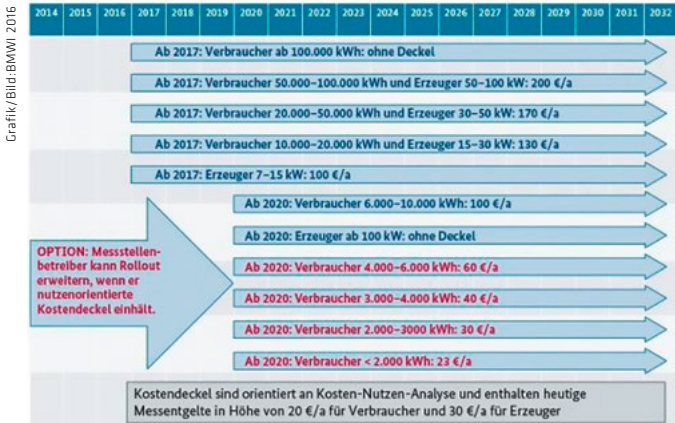 Grafik/Bild:BMWI 2016
2014 2015 2016 2017 2018 2019 2020 2021 2022 2023 2024 2025 2026 2027 2028 2029 2030 2031 2032
Ab 2017: Verbraucher ab 100.000 kWh: ohne Deckel
Ab 2017: Verbraucher 50.000–100.000 kWh und Erzeuger 50–100 kW: 200 €/a
Ab 2017: Verbraucher 20.000–50.000 kWh und Erzeuger 30–50 kW: 170 €/a
Ab 2017: Verbraucher 10.000–20.000 kWh und Erzeuger 15–30 kW: 130 €/a
Ab 2017: Erzeuger 7–15 kW: 100 €/a
Ab 2020: Verbraucher 6.000–10.000 kWh: 100 €/a
Ab 2020: Erzeuger ab 100 kW: ohne Deckel
OPTION: Messstellen-
betreiber kann Rollout
erweitern, wenn er
nutzenorientierte
Kostendeckel einhält.
Ab 2020: Verbraucher 4.000–6.000 kWh: 60 €/a
Ab 2020: Verbraucher 3.000–4.000 kWh: 40 €/a
Ab 2020: Verbraucher 2.000–3000 kWh: 30 €/a
Ab 2020: Verbraucher < 2.000 kWh: 23 €/a
Kostendeckel sind orientiert an Kosten-Nutzen-Analyse und enthalten heutige
Messentgelte in Höhe von 20 €/a für Verbraucher und 30 €/a für Erzeuger